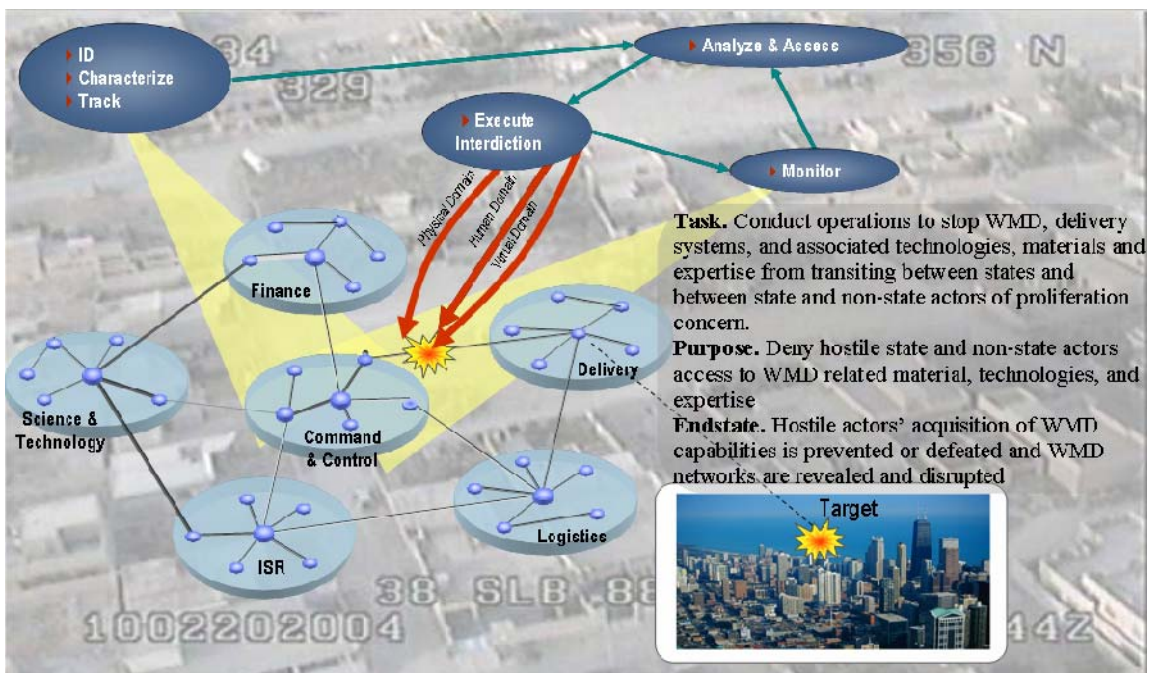 34
329
356 N
ID
Characterize
Track
Analyze & Assess
Execute
Interdiction
Monitor
Physical Domain
Human Domain
Virtual Domain
Finance
Science &
Technology
Command
& Control
Delivery
ISR
Logistics
Task. Conduct operations to stop WMD, delivery
systems, and associated technologies, materials and
expertise from transiting between states and
between state and non-state actors of proliferation
concern.
Purpose. Deny hostile state and non-state actors
access to WMD related material, technologies, and
expertise
Endstate. Hostile actors’ acquisition of WMD
capabilities is prevented or defeated and WMD
networks are revealed and disrupted
Target
38 SLB .88
1002202004
44Z